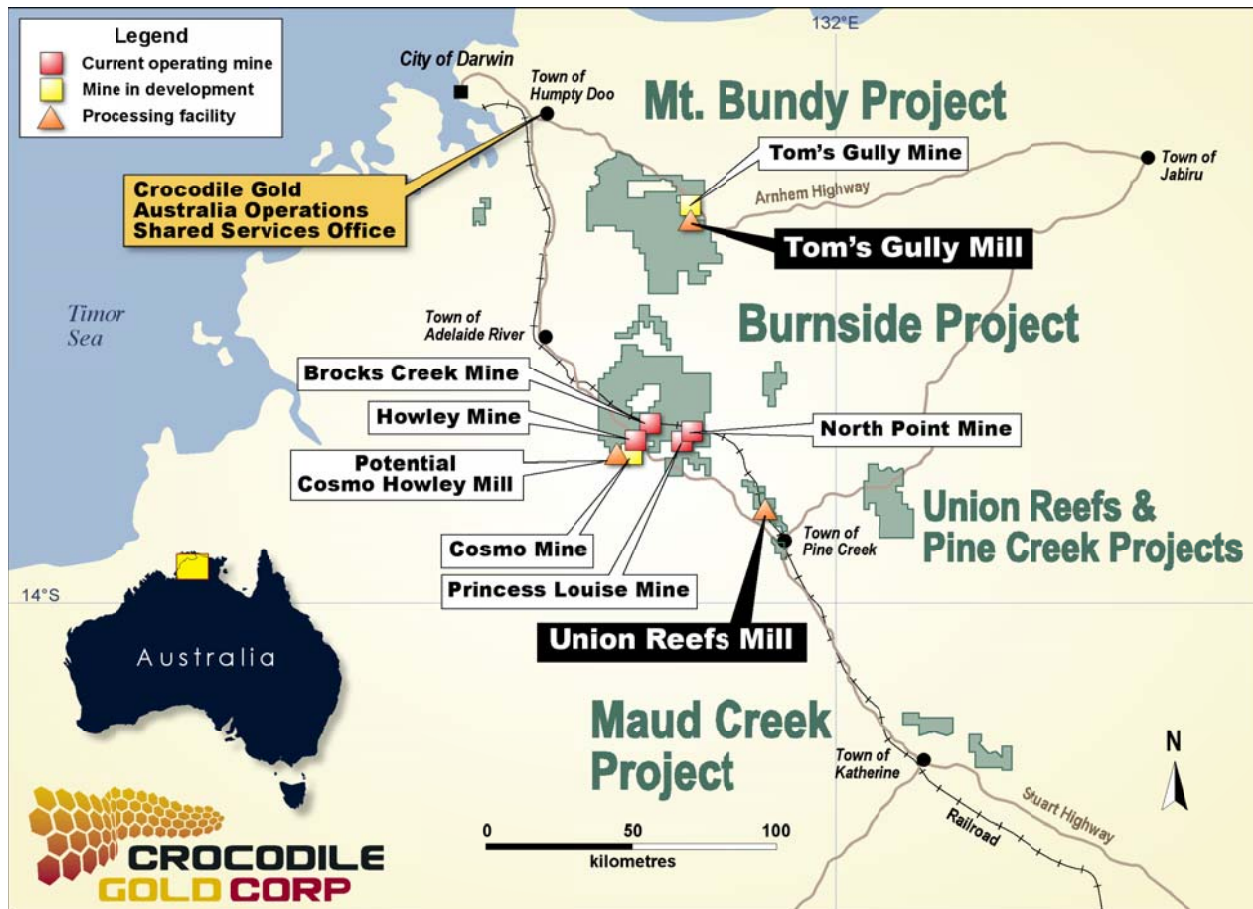 Legend
Current operating mine
Mine in development
Processing facility
City of Darwin
Town of
Humpty Doo
132°E
Mt. Bundy Project
Tom's Gully Mine
Town of
Jabiru
Arnhem Highway
Crocodile Gold
Australia Operations
Shared Services Office
Tom's Gully Mill
Timor
Sea
Town of
Adelaide River
Burnside Project
Brocks Creek Mine
Howley Mine
North Point Mine
Potential
Cosmo Howley Mill
Union Reefs &
Pine Creek Projects
Cosmo Mine
Town of
Pine Creek
Princess Louise Mine
14°S
Union Reefs Mill
Australia
Maud Creek
Project
Town of
Katherine
N
Stuart Highway
Railroad
0 50 100
kilometres
CROCODILE
GOLD CORP